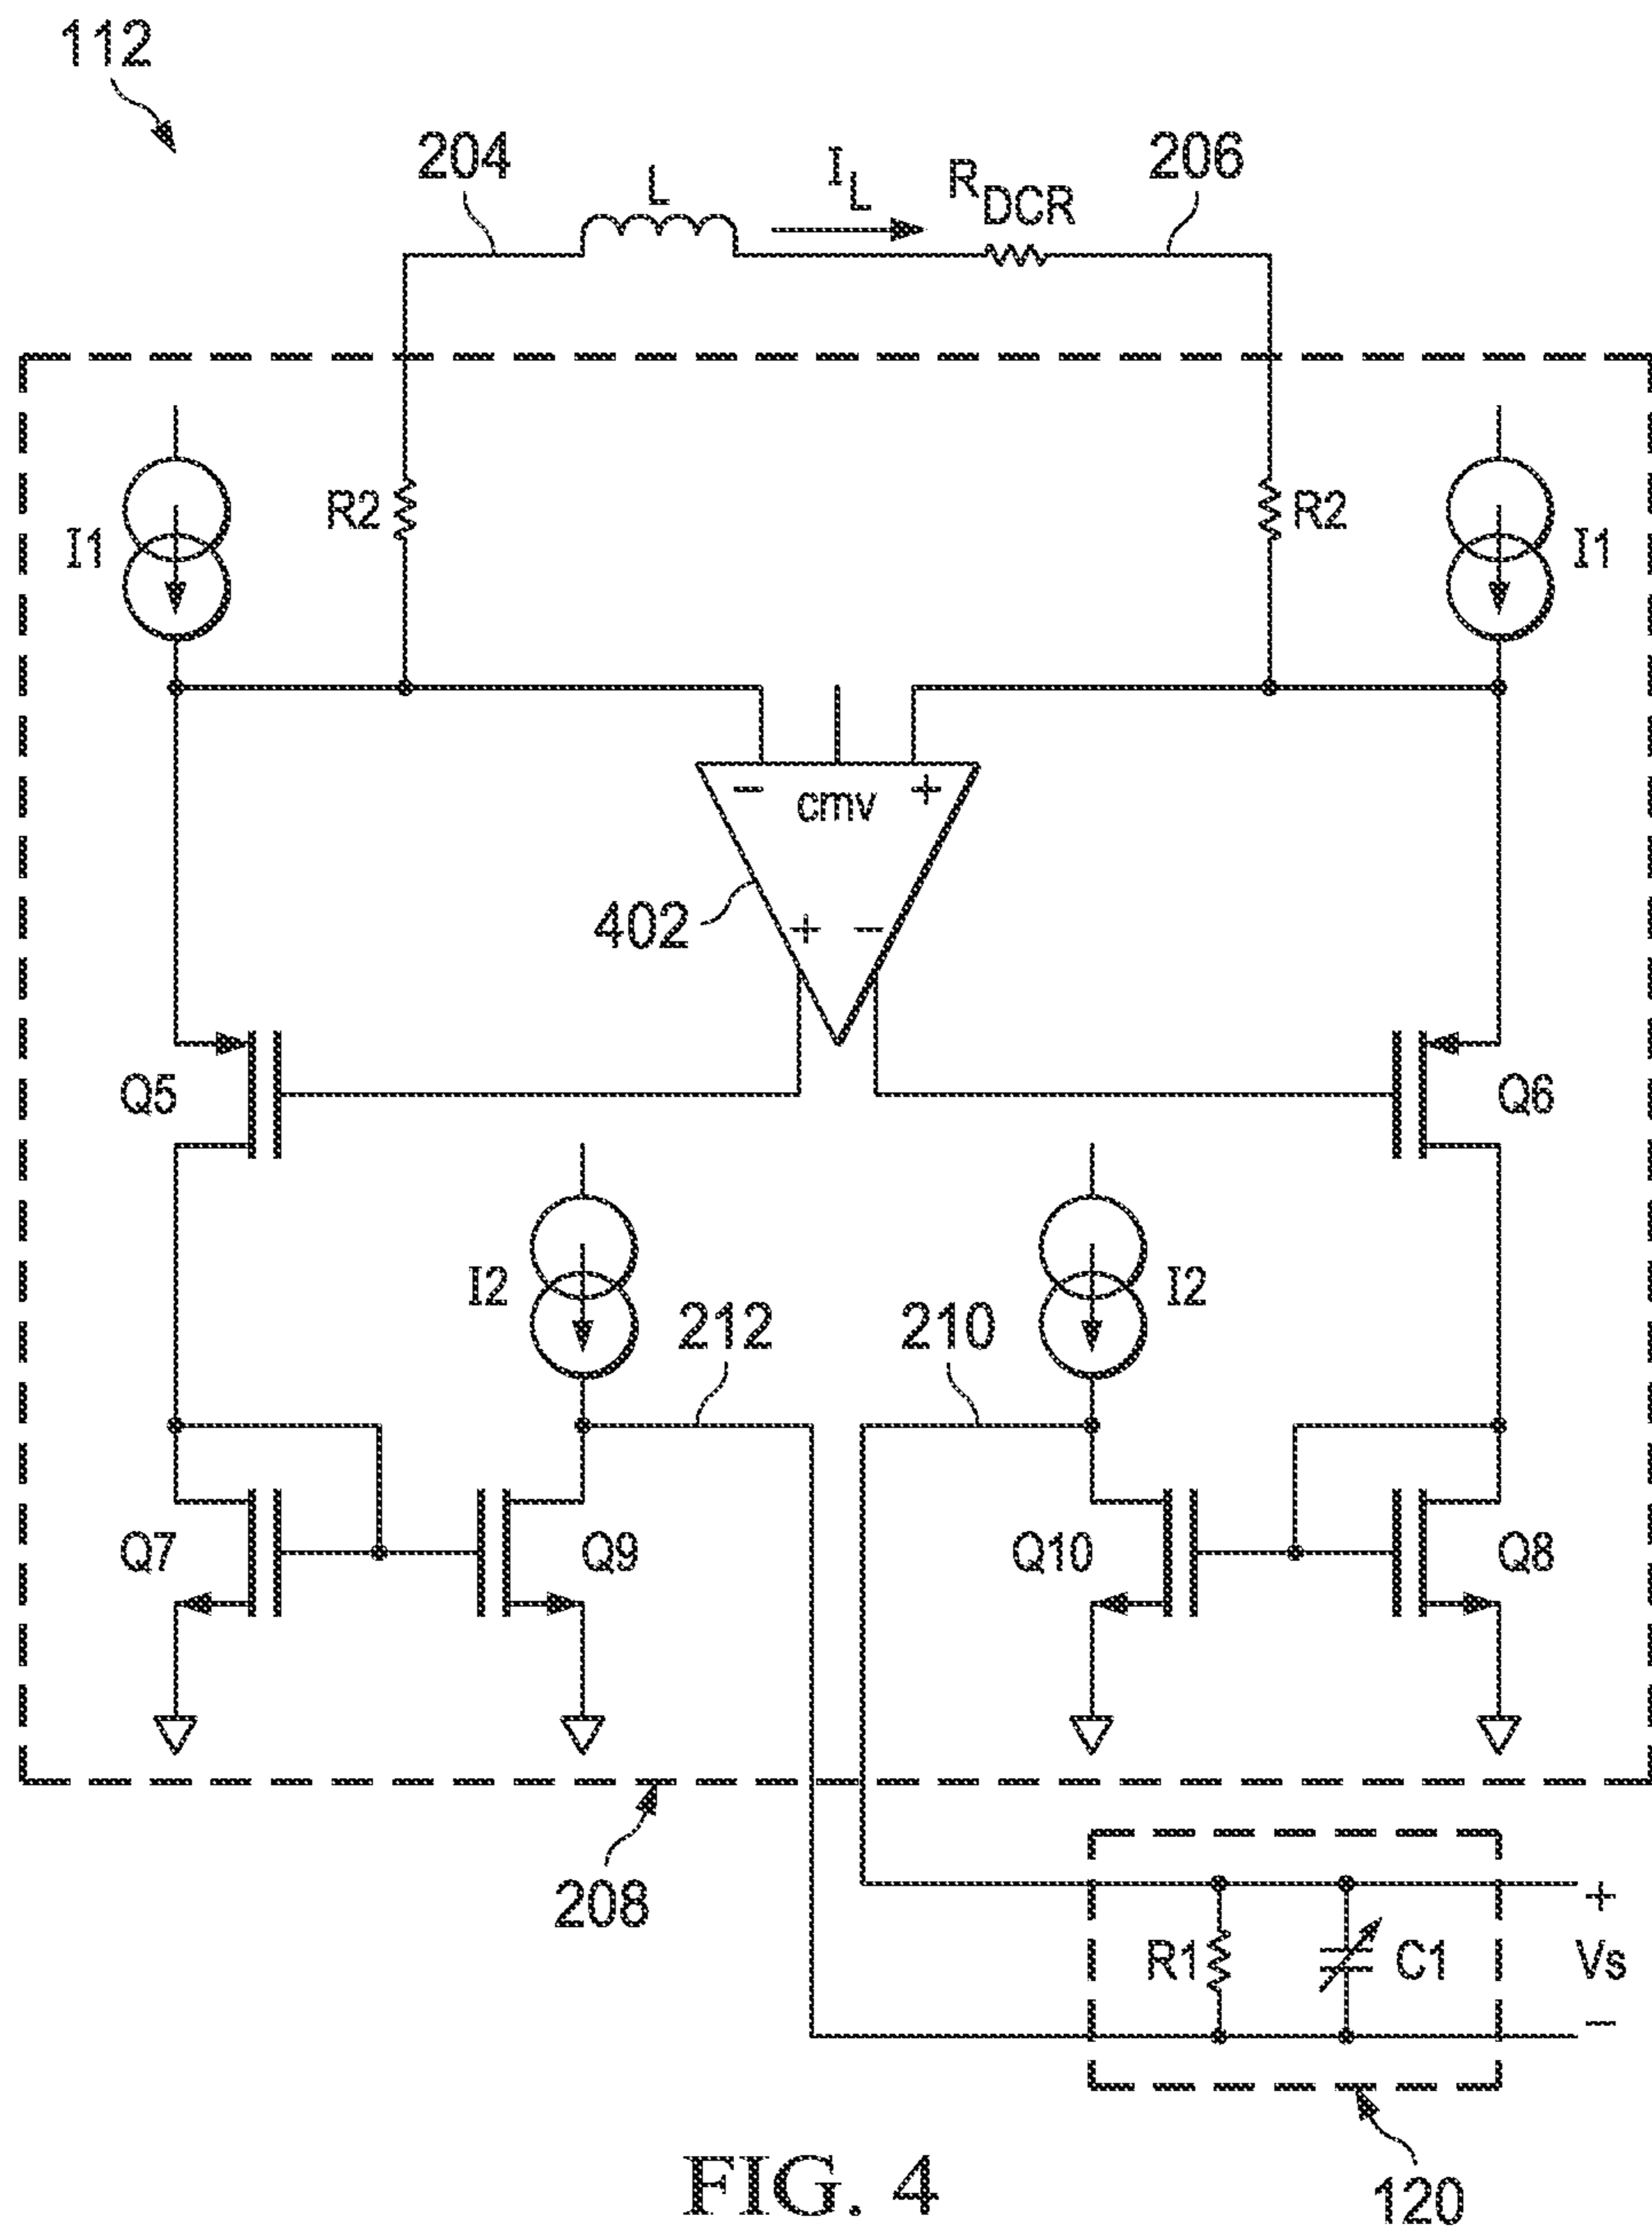 112
204
L
I_L
R_DCR
206
I1
R2
R2
I1
− cmv +
402
+ −
Q5
Q6
I2
212
210
I2
Q7
Q9
Q10
Q8
208
R1
C1
+
Vs
−
120
FIG. 4